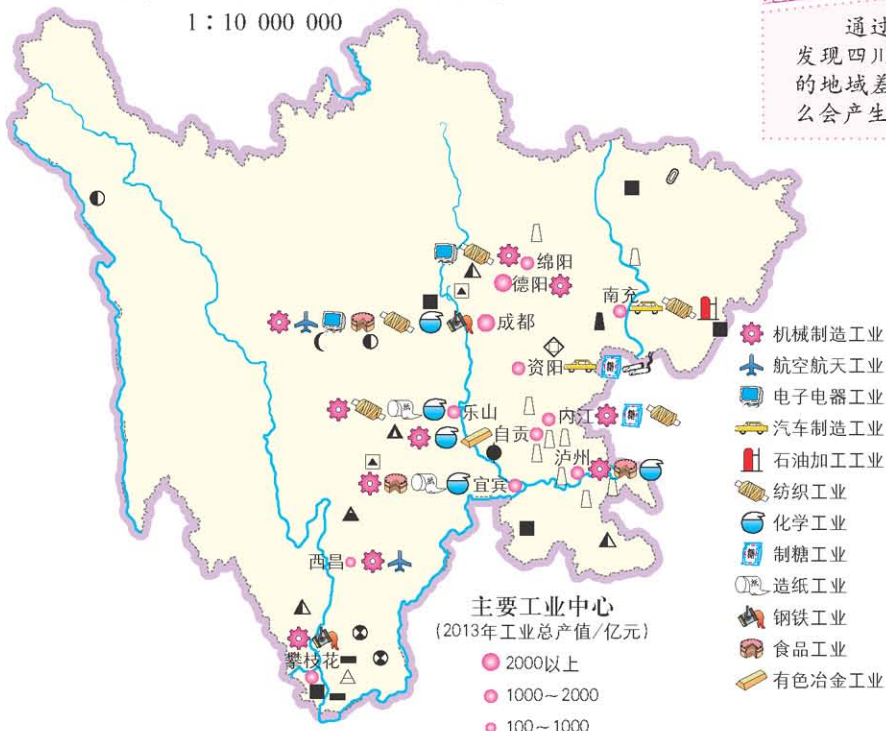 1∶10 000 000
通过
发现四川
的地域差
么会产生
绵阳
德阳
南充
成都
资阳
乐山
内江
自贡
泸州
宜宾
西昌
攀枝花
主要工业中心
(2013年工业总产值/亿元)
2000以上
1000~2000
100~1000
机械制造工业
航空航天工业
电子电器工业
汽车制造工业
石油加工工业
纺织工业
化学工业
制糖工业
造纸工业
钢铁工业
食品工业
有色冶金工业